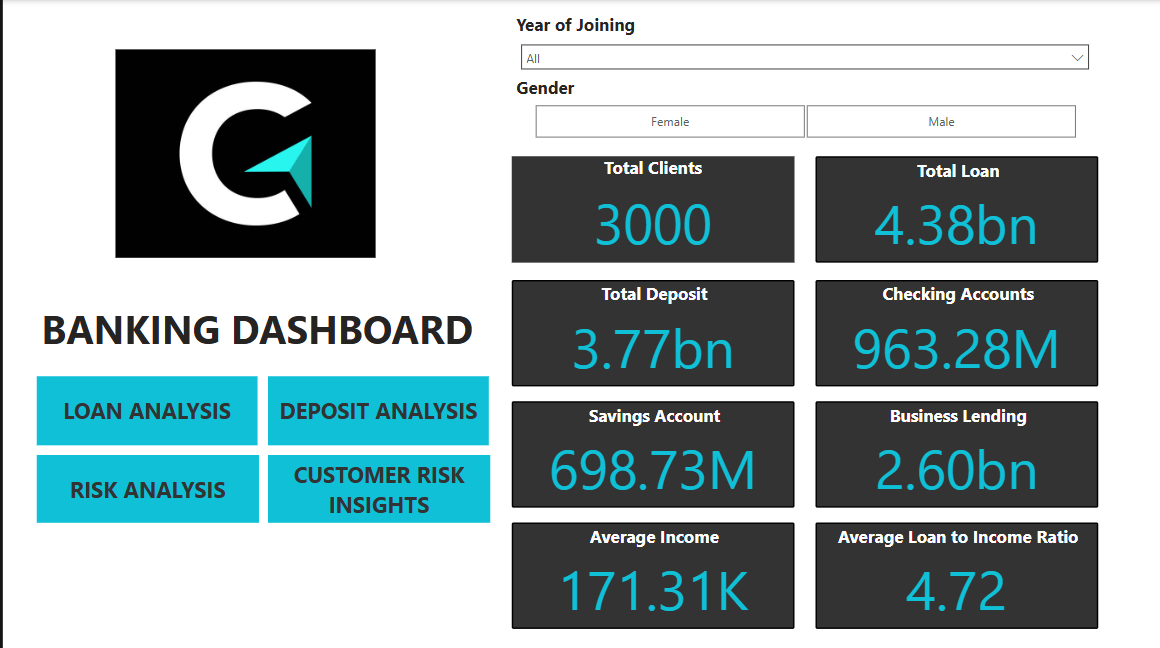 BANKING DASHBOARD
LOAN ANALYSIS
DEPOSIT ANALYSIS
RISK ANALYSIS
CUSTOMER RISK
INSIGHTS
Year of Joining
All
Gender
Female
Male
Total Clients
3000
Total Loan
4.38bn
Total Deposit
3.77bn
Checking Accounts
963.28M
Savings Account
698.73M
Business Lending
2.60bn
Average Income
171.31K
Average Loan to Income Ratio
4.72